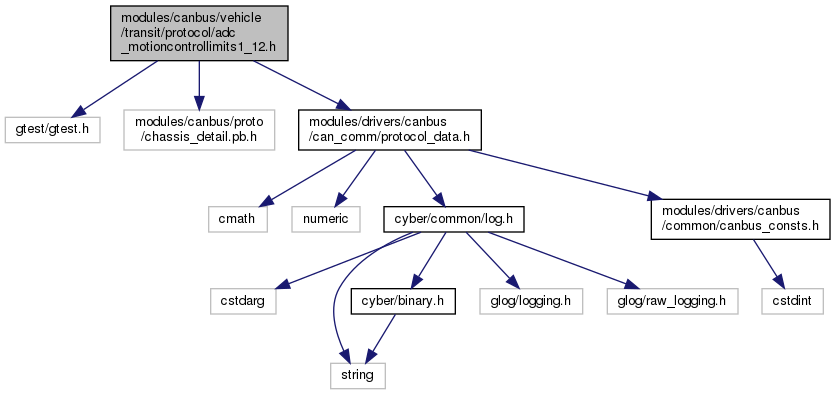 modules/canbus/vehicle
/transit/protocol/adc
_motioncontrollimits1_12.h
gtest/gtest.h
modules/canbus/proto
/chassis_detail.pb.h
modules/drivers/canbus
/can_comm/protocol_data.h
cmath
numeric
cyber/common/log.h
modules/drivers/canbus
/common/canbus_consts.h
cstdarg
cyber/binary.h
glog/logging.h
glog/raw_logging.h
cstdint
string